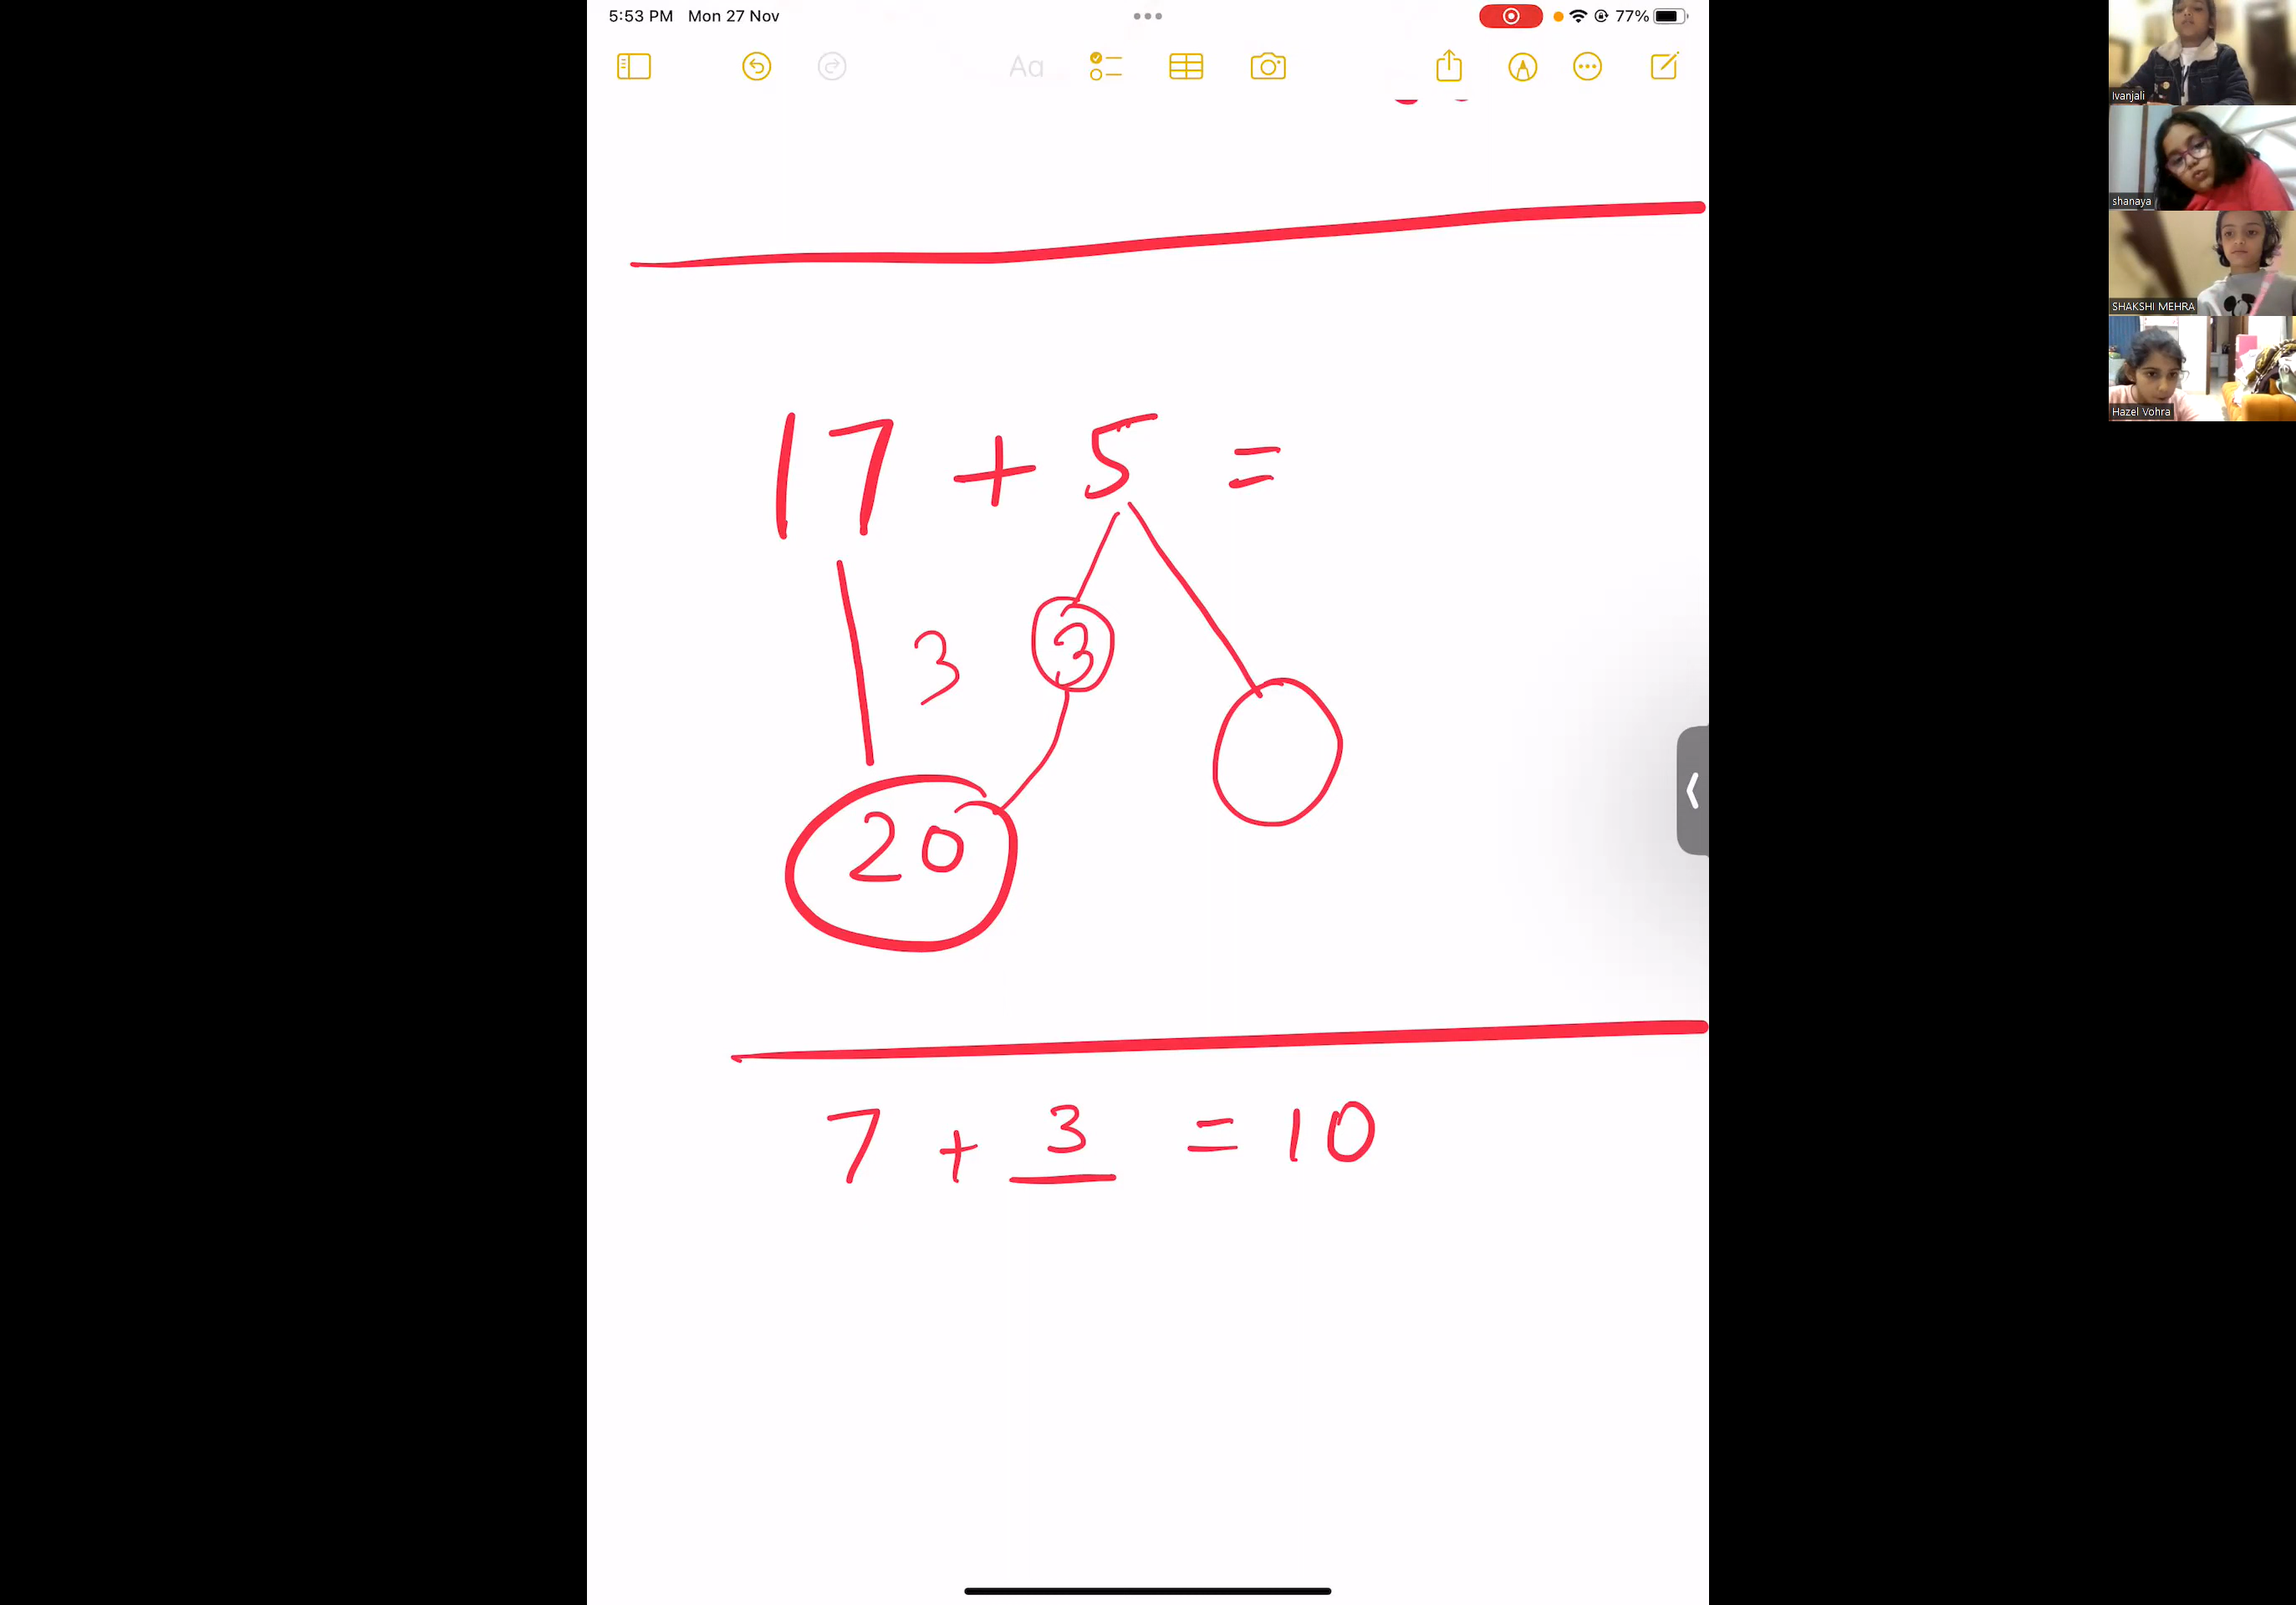 5:53 PM Mon 27 Nov
77%
Aa
Ivanjali
shanaya
SHAKSHI MEHRA
Hazel Vohra
17 + 5 =
3 3
20
7 + 3 = 10